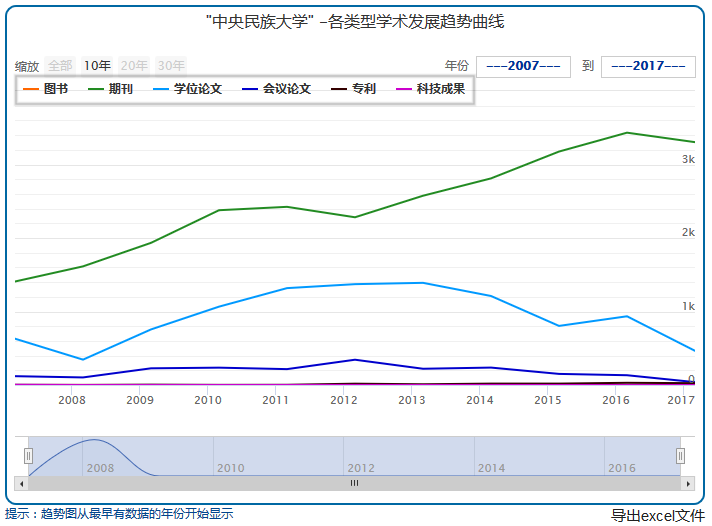 "中央民族大学" -各类型学术发展趋势曲线
缩放 全部 10年 20年 30年 年份 ---2007--- 到 ---2017---
图书 期刊 学位论文 会议论文 专利 科技成果
3k
2k
1k
0
2008 2009 2010 2011 2012 2013 2014 2015 2016 2017
2008 2010 2012 2014 2016
提示：趋势图从最早有数据的年份开始显示
导出excel文件